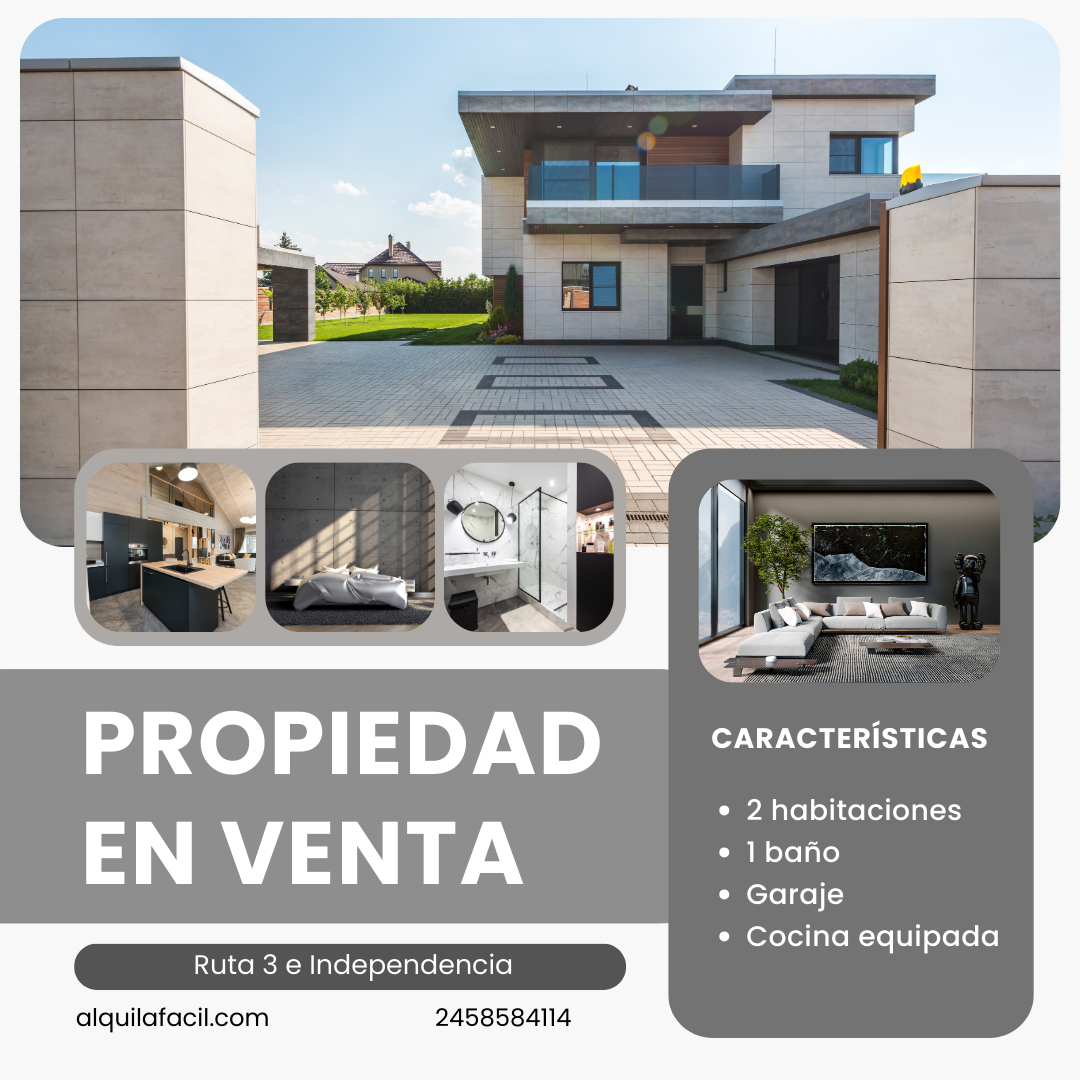 PROPIEDAD
EN VENTA
Ruta 3 e Independencia
alquilafacil.com
2458584114
CARACTERÍSTICAS
2 habitaciones
1 baño
Garaje
Cocina equipada